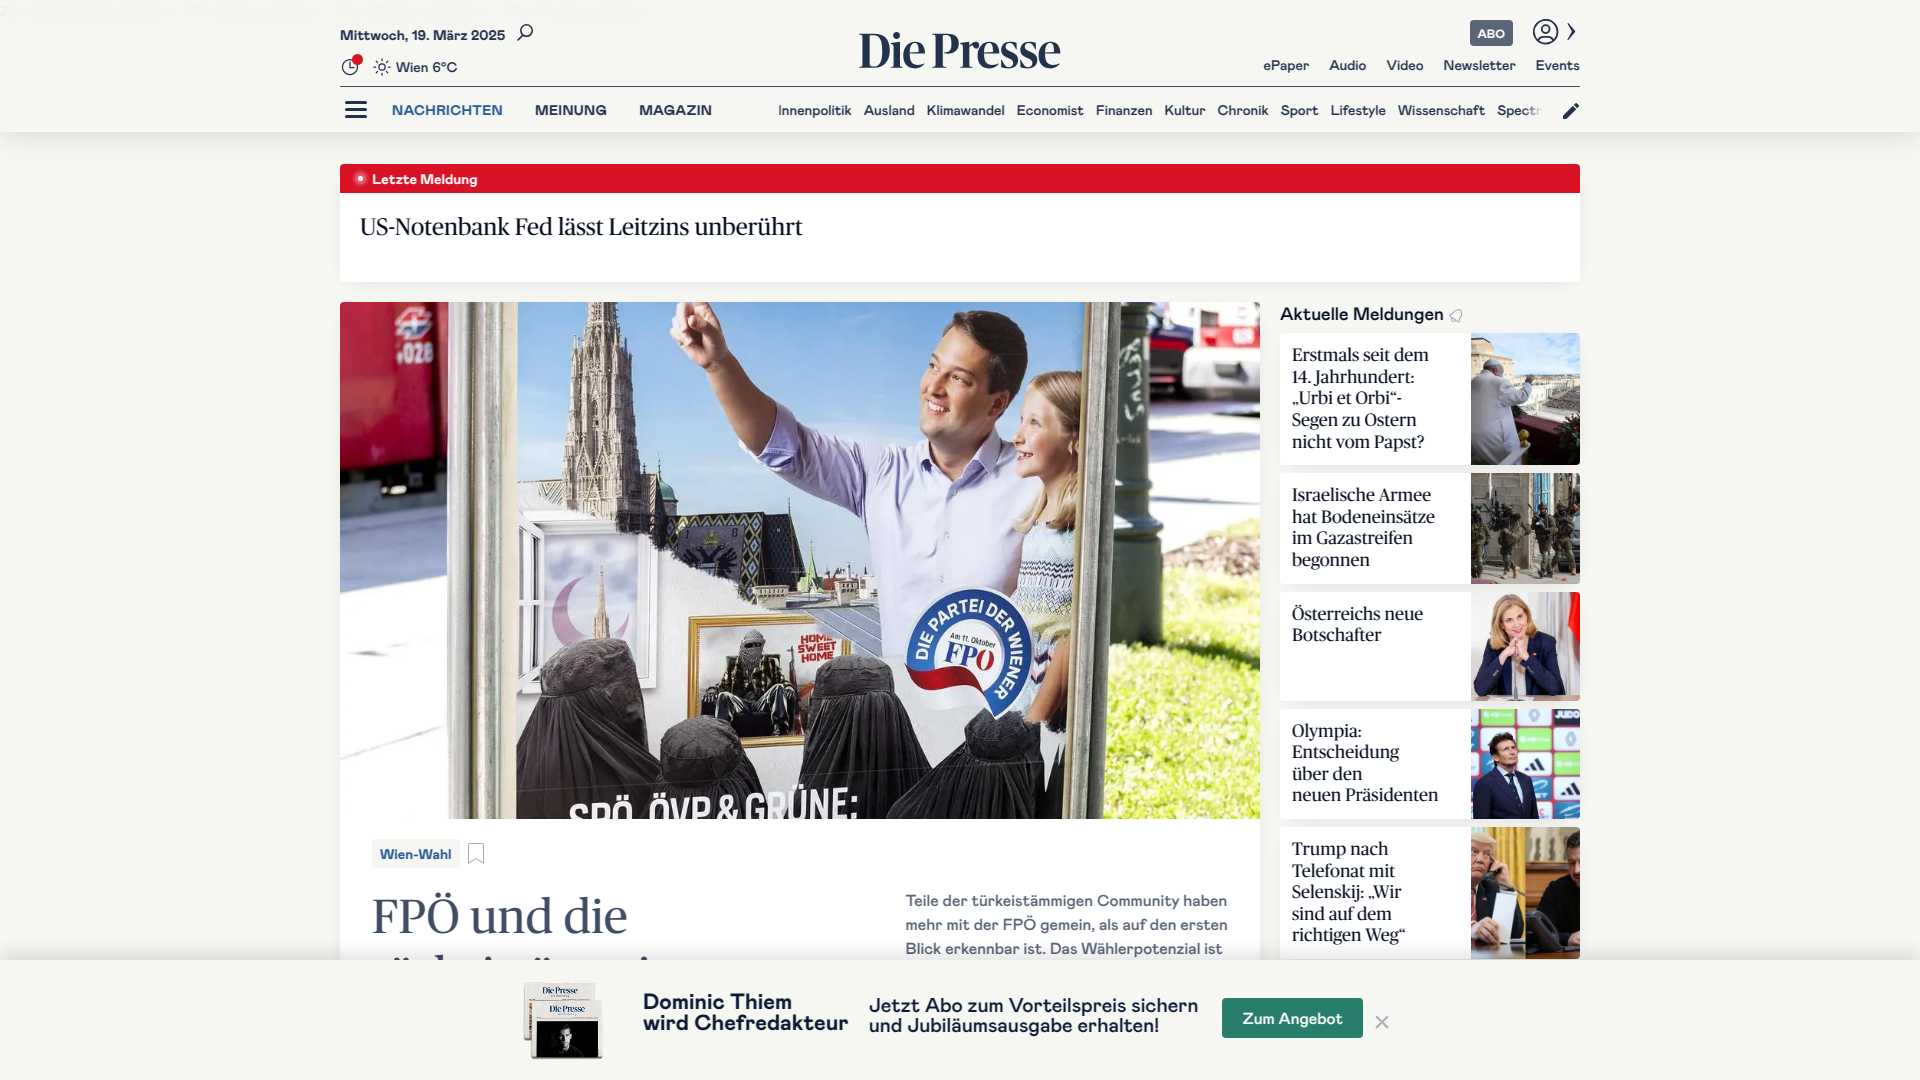 Mittwoch, 19. März 2025
Wien 6°C
Die Presse
ABO
ePaper Audio Video Newsletter Events
NACHRICHTEN MEINUNG MAGAZIN
Innenpolitik Ausland Klimawandel Economist Finanzen Kultur Chronik Sport Lifestyle Wissenschaft Spectr
Letzte Meldung
US-Notenbank Fed lässt Leitzins unberührt
028
HOME
SWEET
HOME
DIE PARTEI DER WIENER
Am 11. Oktober
FPÖ
SPÖ, ÖVP & GRÜNE:
Wien-Wahl
FPÖ und die
Teile der türkeistämmigen Community haben
mehr mit der FPÖ gemein, als auf den ersten
Blick erkennbar ist. Das Wählerpotenzial ist
Aktuelle Meldungen
Erstmals seit dem
14. Jahrhundert:
„Urbi et Orbi“-
Segen zu Ostern
nicht vom Papst?
Israelische Armee
hat Bodeneinsätze
im Gazastreifen
begonnen
Österreichs neue
Botschafter
Olympia:
Entscheidung
über den
neuen Präsidenten
JUDO
Trump nach
Telefonat mit
Selenskij: „Wir
sind auf dem
richtigen Weg“
Die Presse
Die Presse
Dominic Thiem
wird Chefredakteur
Jetzt Abo zum Vorteilspreis sichern
und Jubiläumsausgabe erhalten!
Zum Angebot